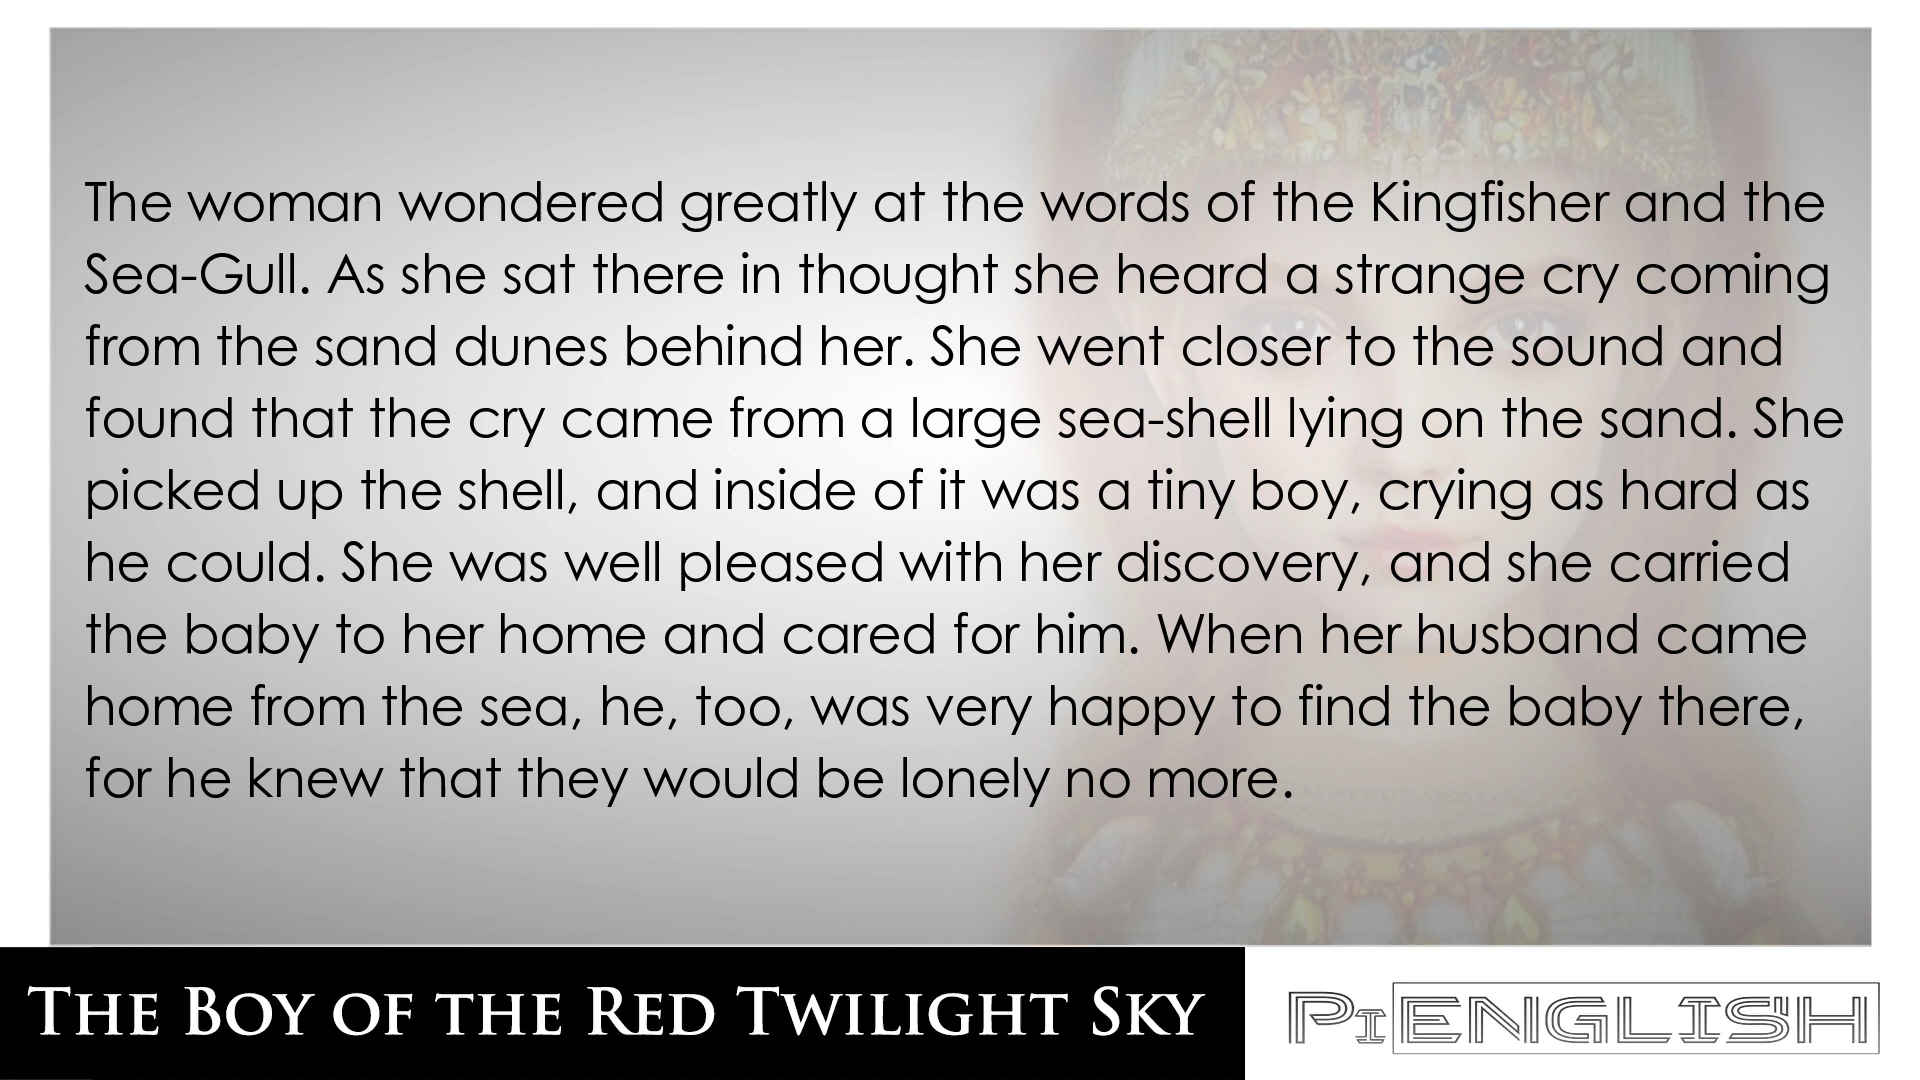 The woman wondered greatly at the words of the Kingfisher and the
Sea-Gull. As she sat there in thought she heard a strange cry coming
from the sand dunes behind her. She went closer to the sound and
found that the cry came from a large sea-shell lying on the sand. She
picked up the shell, and inside of it was a tiny boy, crying as hard as
he could. She was well pleased with her discovery, and she carried
the baby to her home and cared for him. When her husband came
home from the sea, he, too, was very happy to find the baby there,
for he knew that they would be lonely no more.
The Boy of the Red Twilight Sky
PiENGLISH